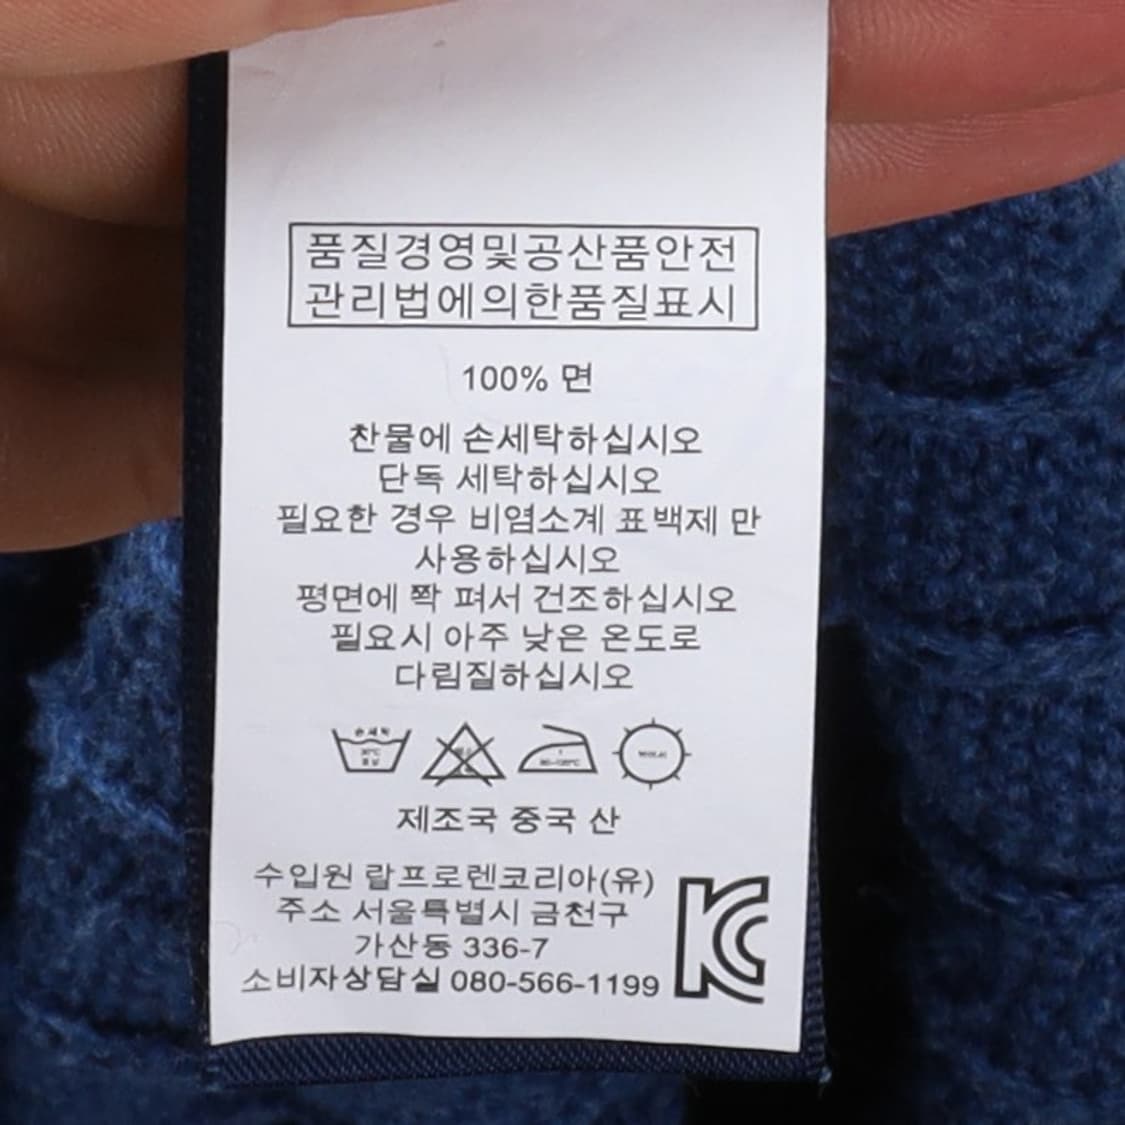 품질경영및공산품안전
관리법에의한품질표시
100% 면
찬물에 손세탁하십시오
단독 세탁하십시오
필요한 경우 비염소계 표백제 만
사용하십시오
평면에 쫙 펴서 건조하십시오
필요시 아주 낮은 온도로
다림질하십시오
손세탁
제조국 중국 산
수입원 랄프로렌코리아(유)
주소 서울특별시 금천구
가산동 336-7
소비자상담실 080-566-1199
KC